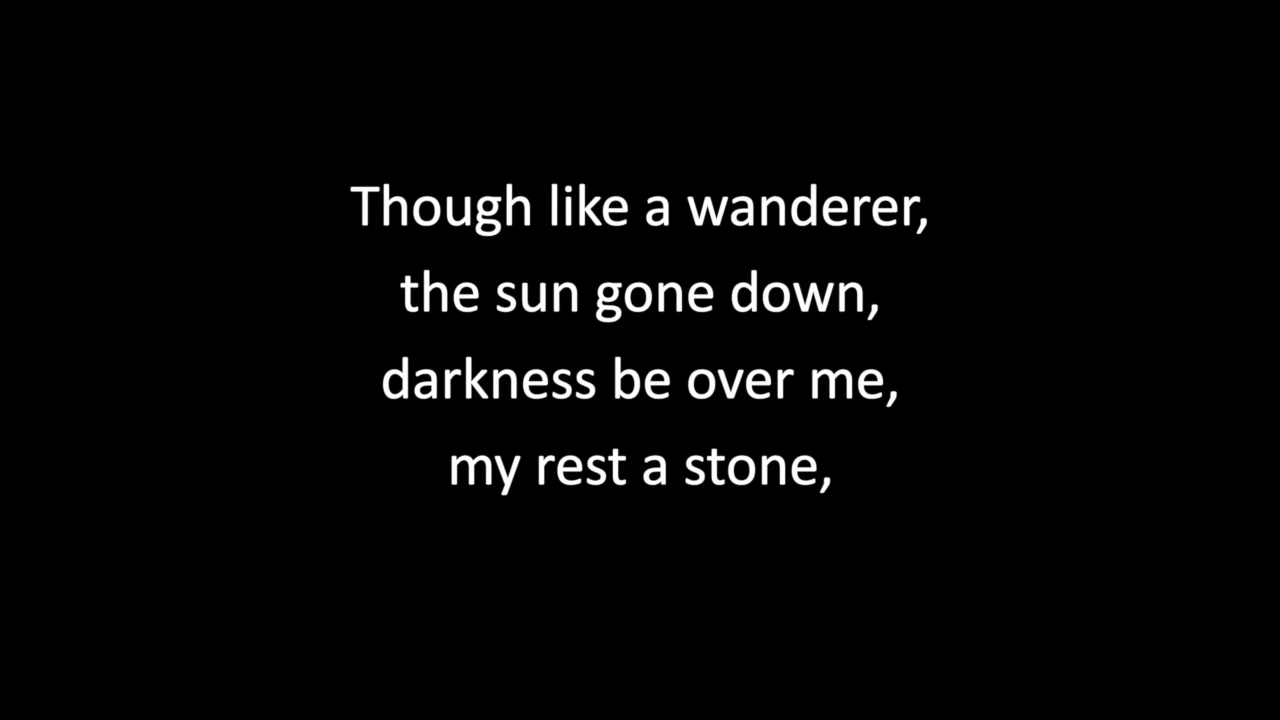 Though like a wanderer,
the sun gone down,
darkness be over me,
my rest a stone,